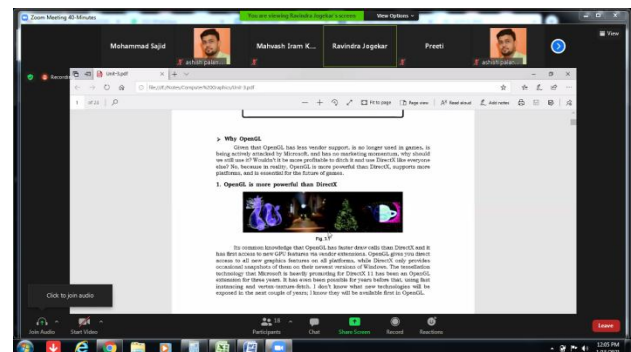 Zoom Meeting 40-Minutes
You are viewing Ravindra Jogekar's screen
View Options
View
Mohammad Sajid
Mahvash Iram K...
Ravindra Jogekar
Preeti
ashish palan...
ashish palan...
Unit-5.pdf
Fit to page
Page view
Read aloud
Add notes
Why OpenGL
Given that OpenGL has less vendor support, is no longer used in games, is
being actively attacked by Microsoft, and has no marketing momentum, why should
we still use it? Wouldn't it be more profitable to ditch it and use DirectX like everyone
else? No, because in reality, OpenGL is more powerful than DirectX, supports more
platforms, and is essential for the future of games.
1. OpenGL is more powerful than DirectX
Its common knowledge that OpenGL has faster draw calls than DirectX and it
has first access to new GPU features via vendor extensions. OpenGL gives you direct
access to all new graphics features on all platforms, while DirectX only provides
occasional snapshots of them on their newest versions of Windows. The tessellation
technology that Microsoft is heavily promoting for DirectX 11 has been an OpenGL
extension for three years. It has even been possible for years before that, using fast
instancing and vertex-texture-fetch. I don't know what new technologies will be
exposed in the next couple of years; I know they will be available first in OpenGL.
Click to join audio
Join Audio
Start Video
18
Participants
Chat
Share Screen
Record
Reactions
Leave
12:05 PM